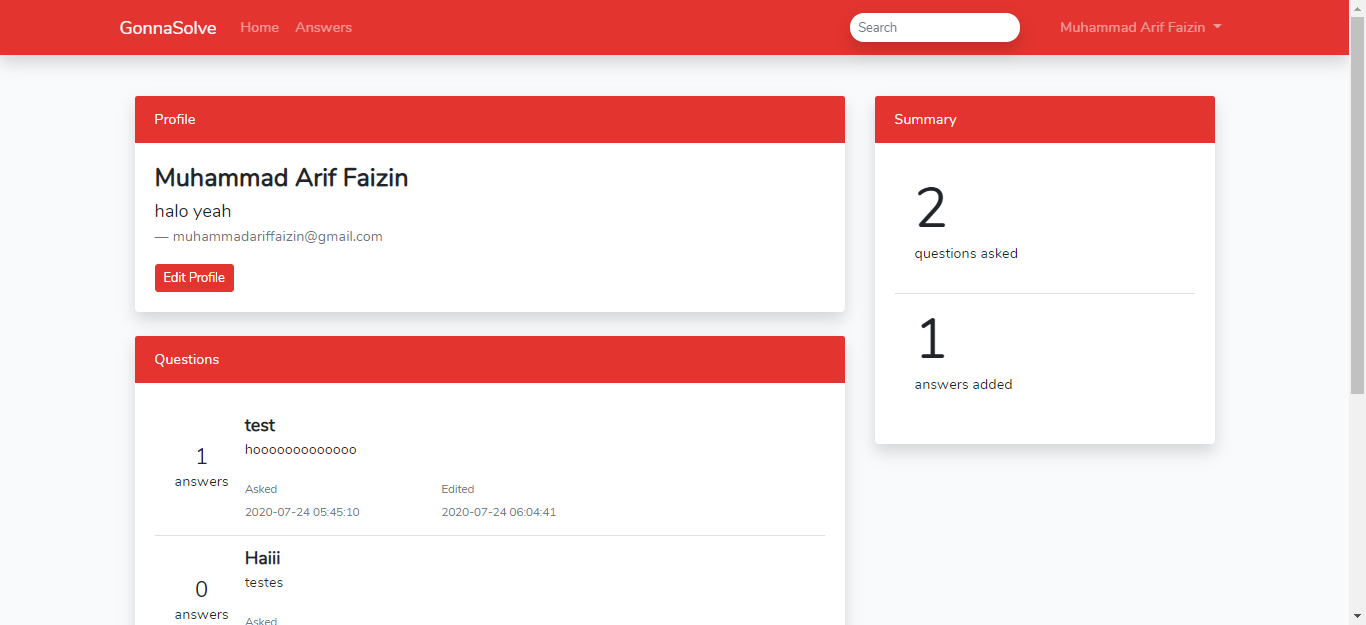 GonnaSolve Home Answers Search Muhammad Arif Faizin
Profile
Muhammad Arif Faizin
halo yeah
— muhammadariffaizin@gmail.com
Edit Profile
Summary
2
questions asked
1
answers added
Questions
1
answers
test
hooooooooooooo
Asked Edited
2020-07-24 05:45:10 2020-07-24 06:04:41
0
answers
Haiii
testes
Asked